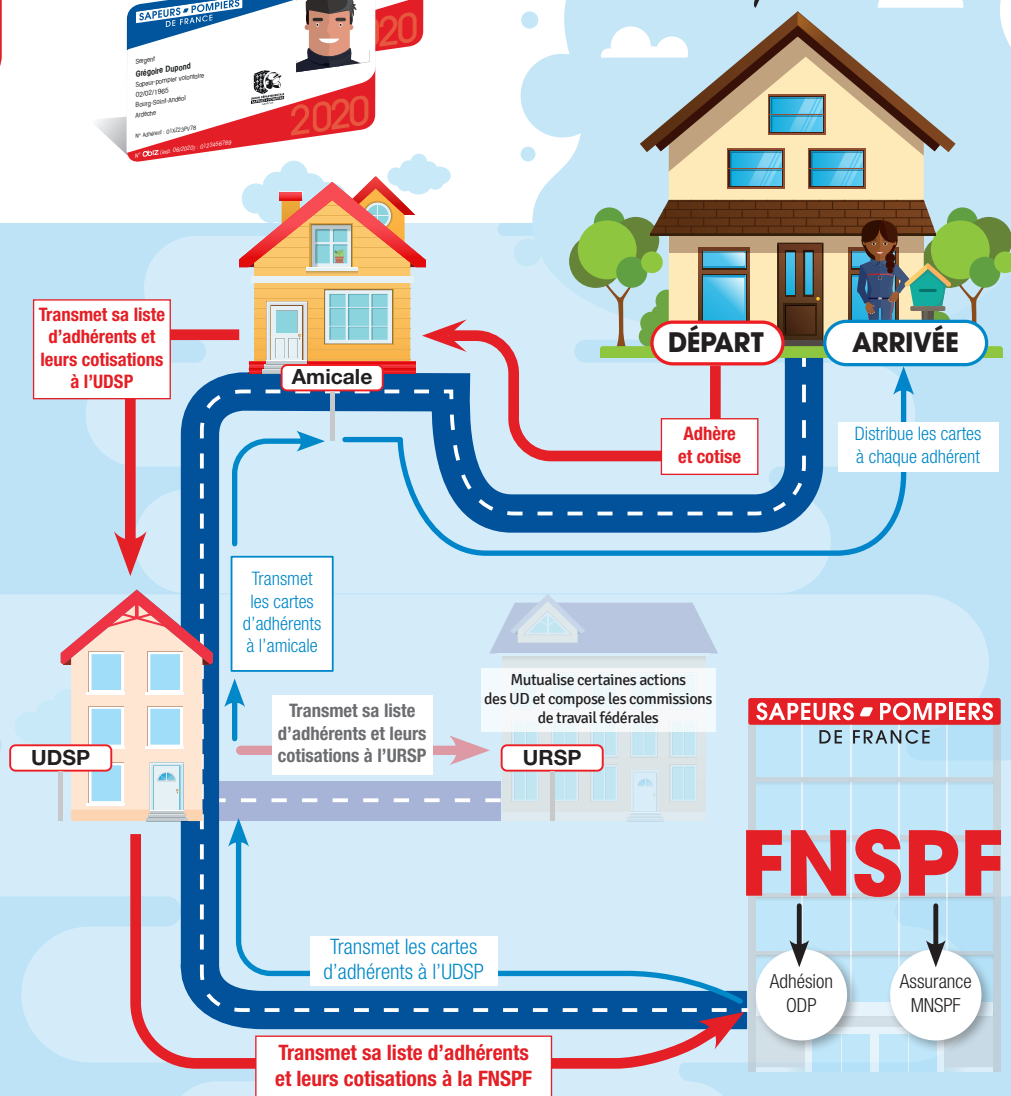 SAPEURS-POMPIERS
DE FRANCE
20
Sergent
Grégoire Dupond
Sapeur-pompier volontaire
02/02/1985
Bourg-Saint-Andéol
Ardèche
2020
DÉPART
ARRIVÉE
Transmet sa liste
d'adhérents et
leurs cotisations
à l'UDSP
Amicale
Adhère
et cotise
Distribue les cartes
à chaque adhérent
Transmet
les cartes
d'adhérents
à l'amicale
Mutualise certaines actions
des UD et compose les commissions
de travail fédérales
Transmet sa liste
d'adhérents et leurs
cotisations à l'URSP
UDSP
URSP
SAPEURS-POMPIERS
DE FRANCE
FNSPF
Transmet les cartes
d'adhérents à l'UDSP
Adhésion
ODP
Assurance
MNSPF
Transmet sa liste d'adhérents
et leurs cotisations à la FNSPF